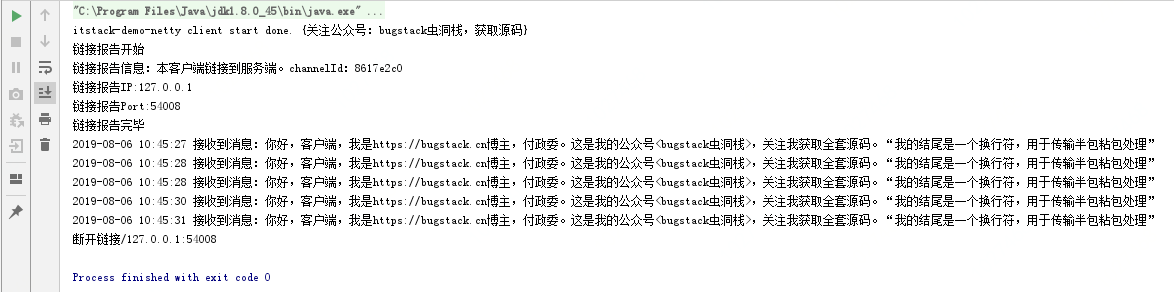 "C:\Program Files\Java\jdk1.8.0_45\bin\java.exe" ...
itstack-demo-netty client start done. {关注公众号：bugstack虫洞栈，获取源码}
链接报告开始
链接报告信息：本客户端链接到服务端。channelId：8617e2c0
链接报告IP:127.0.0.1
链接报告Port:54008
链接报告完毕
2019-08-06 10:45:27 接收到消息：你好，客户端，我是https://bugstack.cn博主，付政委。这是我的公众号<bugstack虫洞栈>，关注我获取全套源码。“我的结尾是一个换行符，用于传输半包粘包处理”
2019-08-06 10:45:28 接收到消息：你好，客户端，我是https://bugstack.cn博主，付政委。这是我的公众号<bugstack虫洞栈>，关注我获取全套源码。“我的结尾是一个换行符，用于传输半包粘包处理”
2019-08-06 10:45:28 接收到消息：你好，客户端，我是https://bugstack.cn博主，付政委。这是我的公众号<bugstack虫洞栈>，关注我获取全套源码。“我的结尾是一个换行符，用于传输半包粘包处理”
2019-08-06 10:45:30 接收到消息：你好，客户端，我是https://bugstack.cn博主，付政委。这是我的公众号<bugstack虫洞栈>，关注我获取全套源码。“我的结尾是一个换行符，用于传输半包粘包处理”
2019-08-06 10:45:31 接收到消息：你好，客户端，我是https://bugstack.cn博主，付政委。这是我的公众号<bugstack虫洞栈>，关注我获取全套源码。“我的结尾是一个换行符，用于传输半包粘包处理”
断开链接/127.0.0.1:54008
Process finished with exit code 0